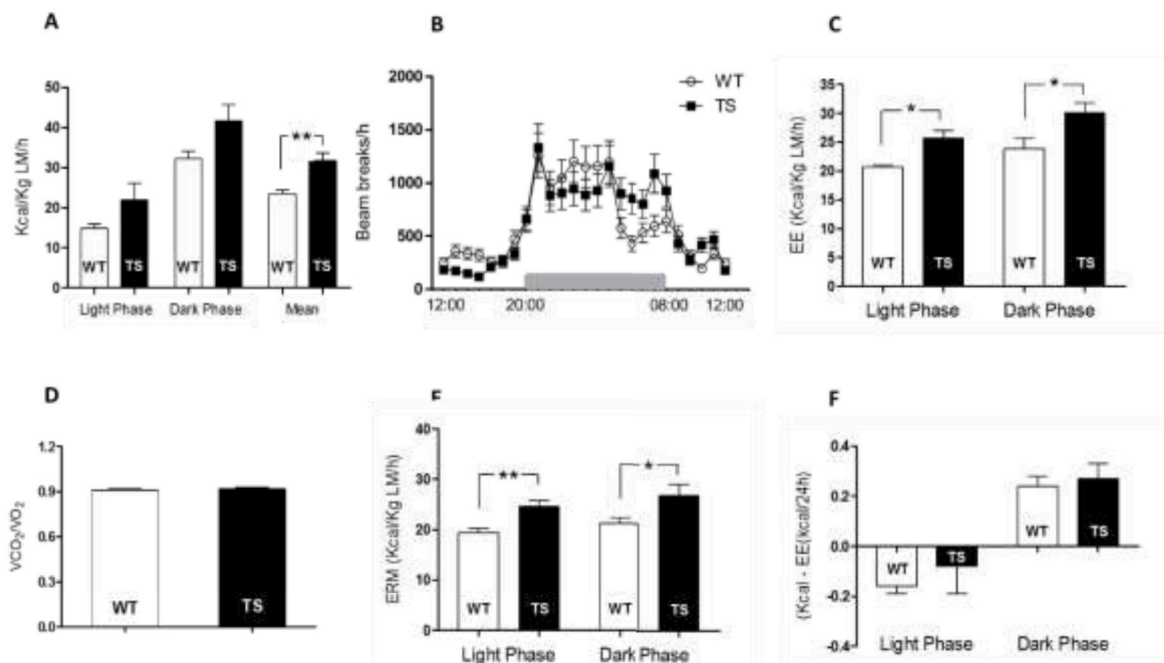 A
Kcal/Kg LM/h
50
40
30
20
10
0
WT
TS
WT
TS
**
WT
TS
Light Phase
Dark Phase
Mean
B
Beam breaks/h
2000
1500
1000
500
0
WT
TS
12:00
20:00
08:00
12:00
C
EE (Kcal/Kg LM/h)
35
30
25
20
15
10
5
0
*
*
WT
TS
WT
TS
Light Phase
Dark Phase
D
VCO2/VO2
1.2
0.9
0.6
0.3
0.0
WT
TS
ERM (Kcal/Kg LM/h)
40
30
20
10
0
**
*
WT
TS
WT
TS
Light Phase
Dark Phase
F
(Kcal - EE(kcal/24h)
0.4
0.2
0.0
-0.2
-0.4
WT
TS
WT
TS
Light Phase
Dark Phase